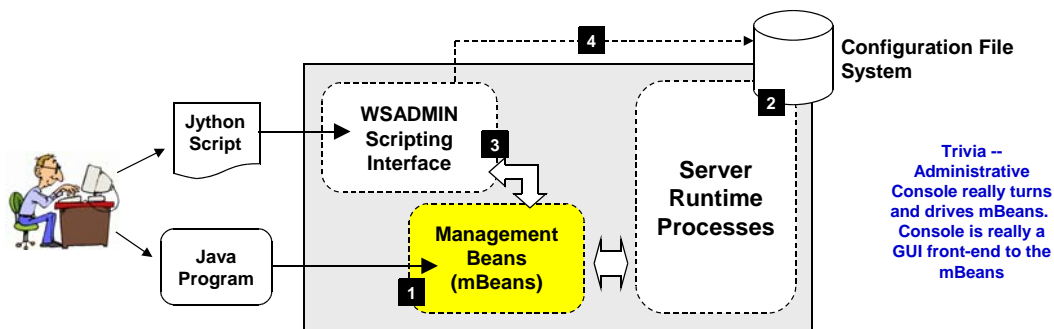 4
Configuration File
System
Jython
Script
WSADMIN
Scripting
Interface
3
2
Server
Runtime
Processes
Trivia --
Administrative
Console really turns
and drives mBeans.
Console is really a
GUI front-end to the
mBeans
Java
Program
Management
Beans
(mBeans)
1